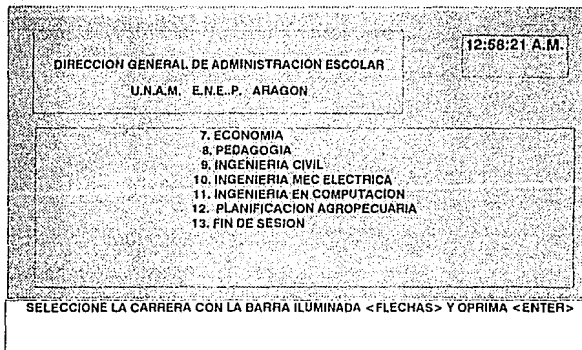 12:58:21 A.M.
DIRECCION GENERAL DE ADMINISTRACIÓN ESCOLAR
U.N.A.M. E.N.E..P. ARAGON
7. ECONOMIA
8. PEDAGOGIA
9. INGENIERIA CIVIL
10. INGENIERIA MEC ELECTRICA
11. INGENIERIA EN COMPUTACION
12. PLANIFICACION AGROPECUARIA
13. FIN DE SESION
SELECCIONE LA CARRERA CON LA BARRA ILUMINADA <FLECHAS> Y OPRIMA <ENTER>